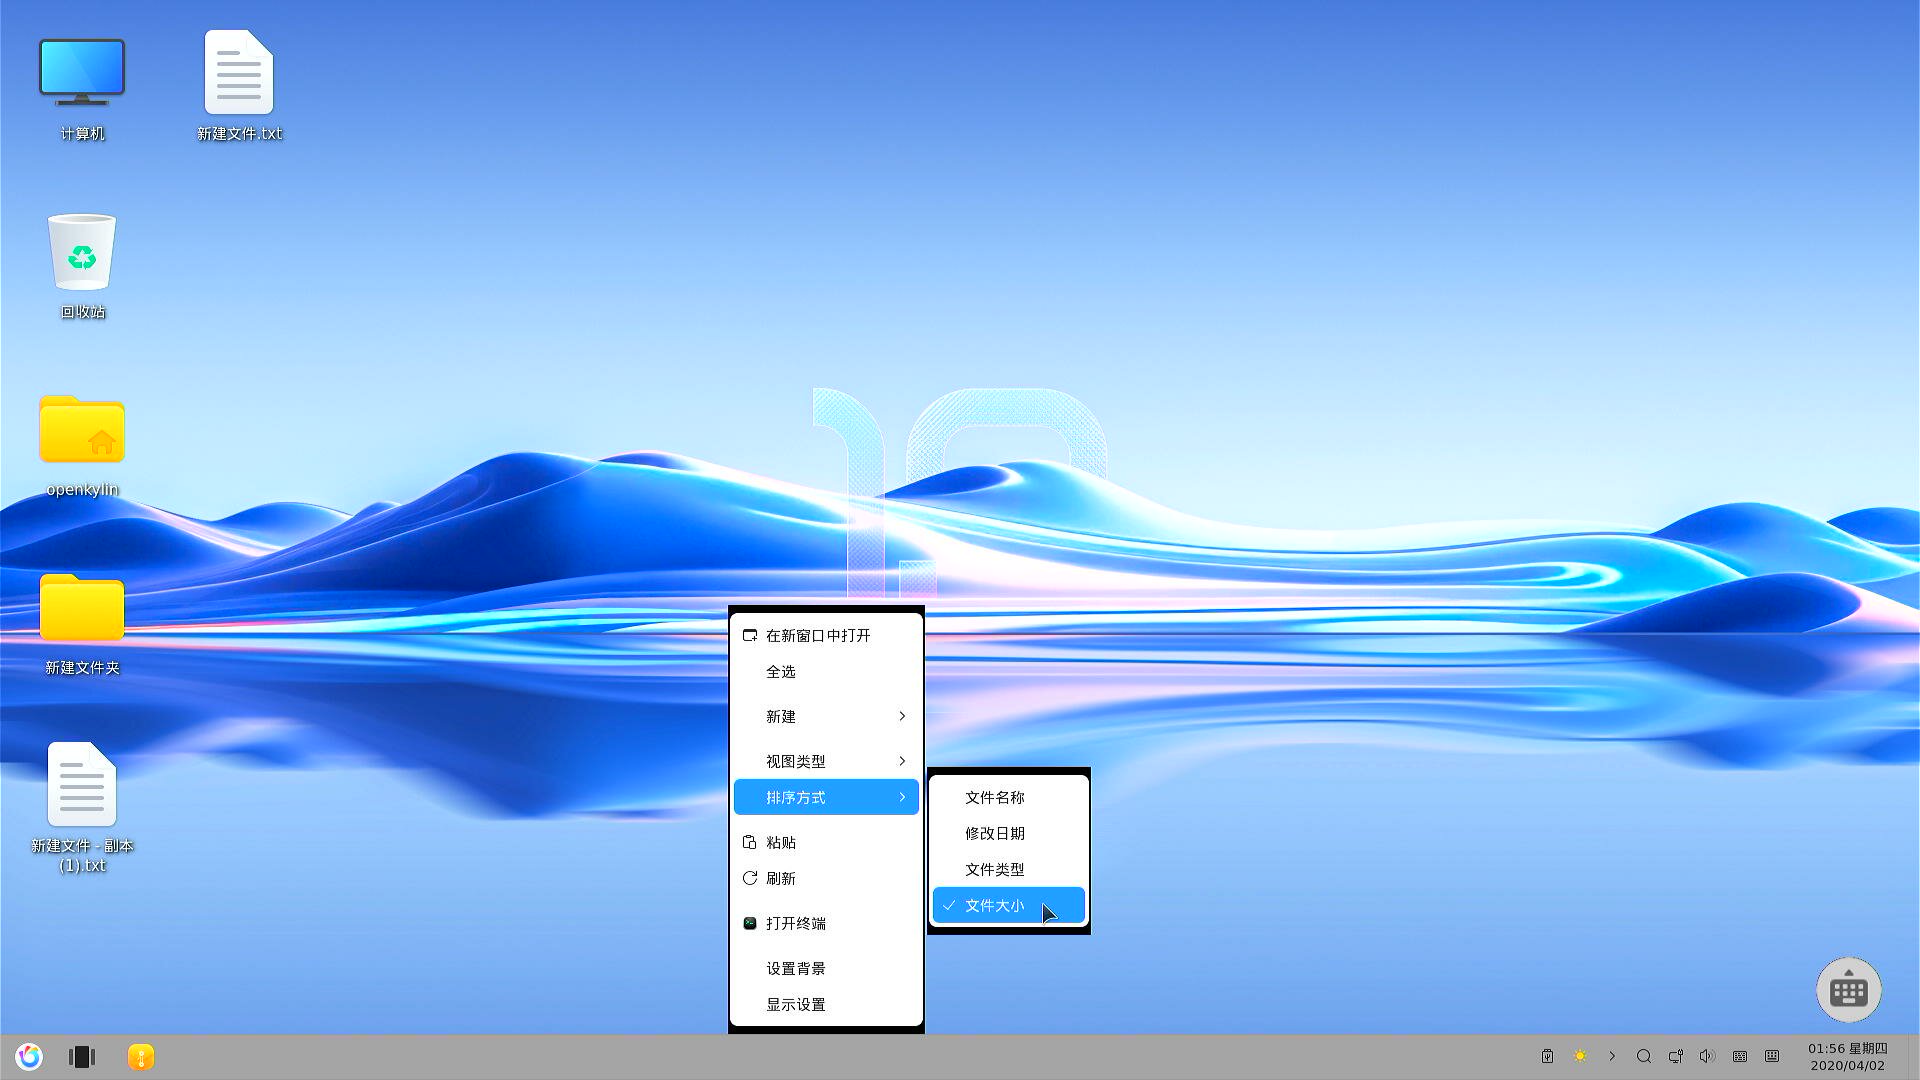 计算机
新建文件.txt
回收站
openkylin
新建文件夹
新建文件 - 副本
(1).txt
在新窗口中打开
全选
新建
视图类型
排序方式
粘贴
刷新
打开终端
设置背景
显示设置
文件名称
修改日期
文件类型
文件大小
01:56 星期四
2020/04/02